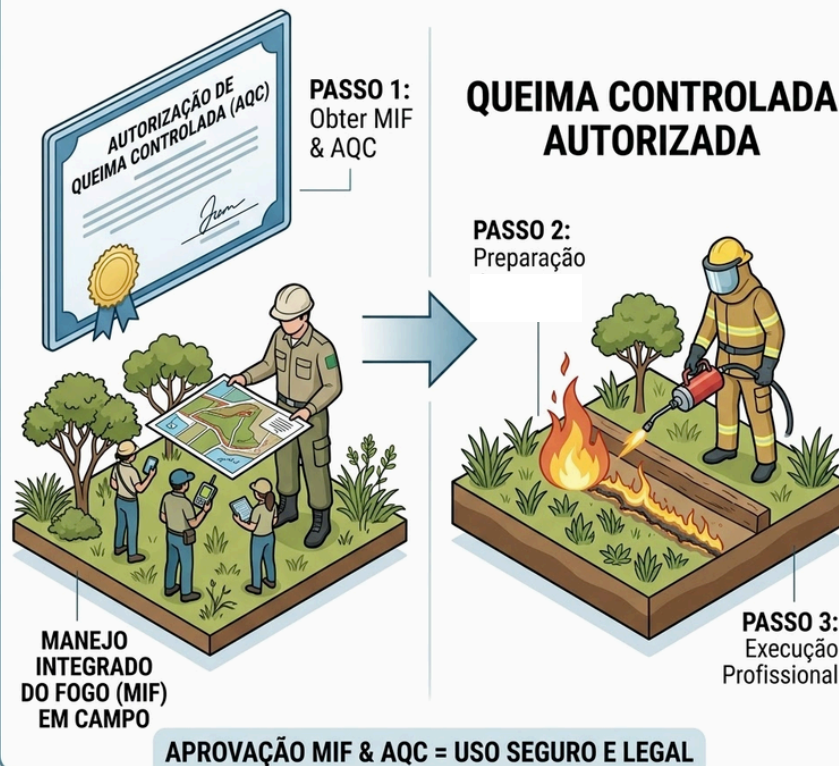 AUTORIZAÇÃO DE
QUEIMA CONTROLADA (AQC)
PASSO 1:
Obter MIF
& AQC
MANEJO
INTEGRADO
DO FOGO (MIF)
EM CAMPO
QUEIMA CONTROLADA
AUTORIZADA
PASSO 2:
Preparação
PASSO 3:
Execução
Profissional
APROVAÇÃO MIF & AQC = USO SEGURO E LEGAL